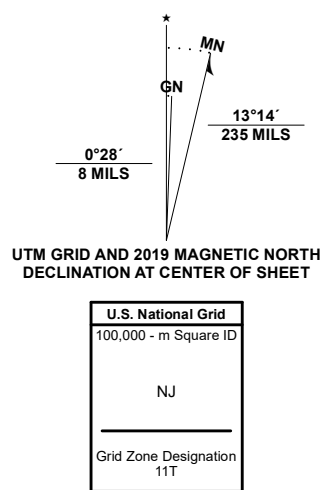 ★
MN
GN
13°14´
235 MILS
0°28´
8 MILS
UTM GRID AND 2019 MAGNETIC NORTH
DECLINATION AT CENTER OF SHEET
U.S. National Grid
100,000 - m Square ID
NJ
Grid Zone Designation
11T